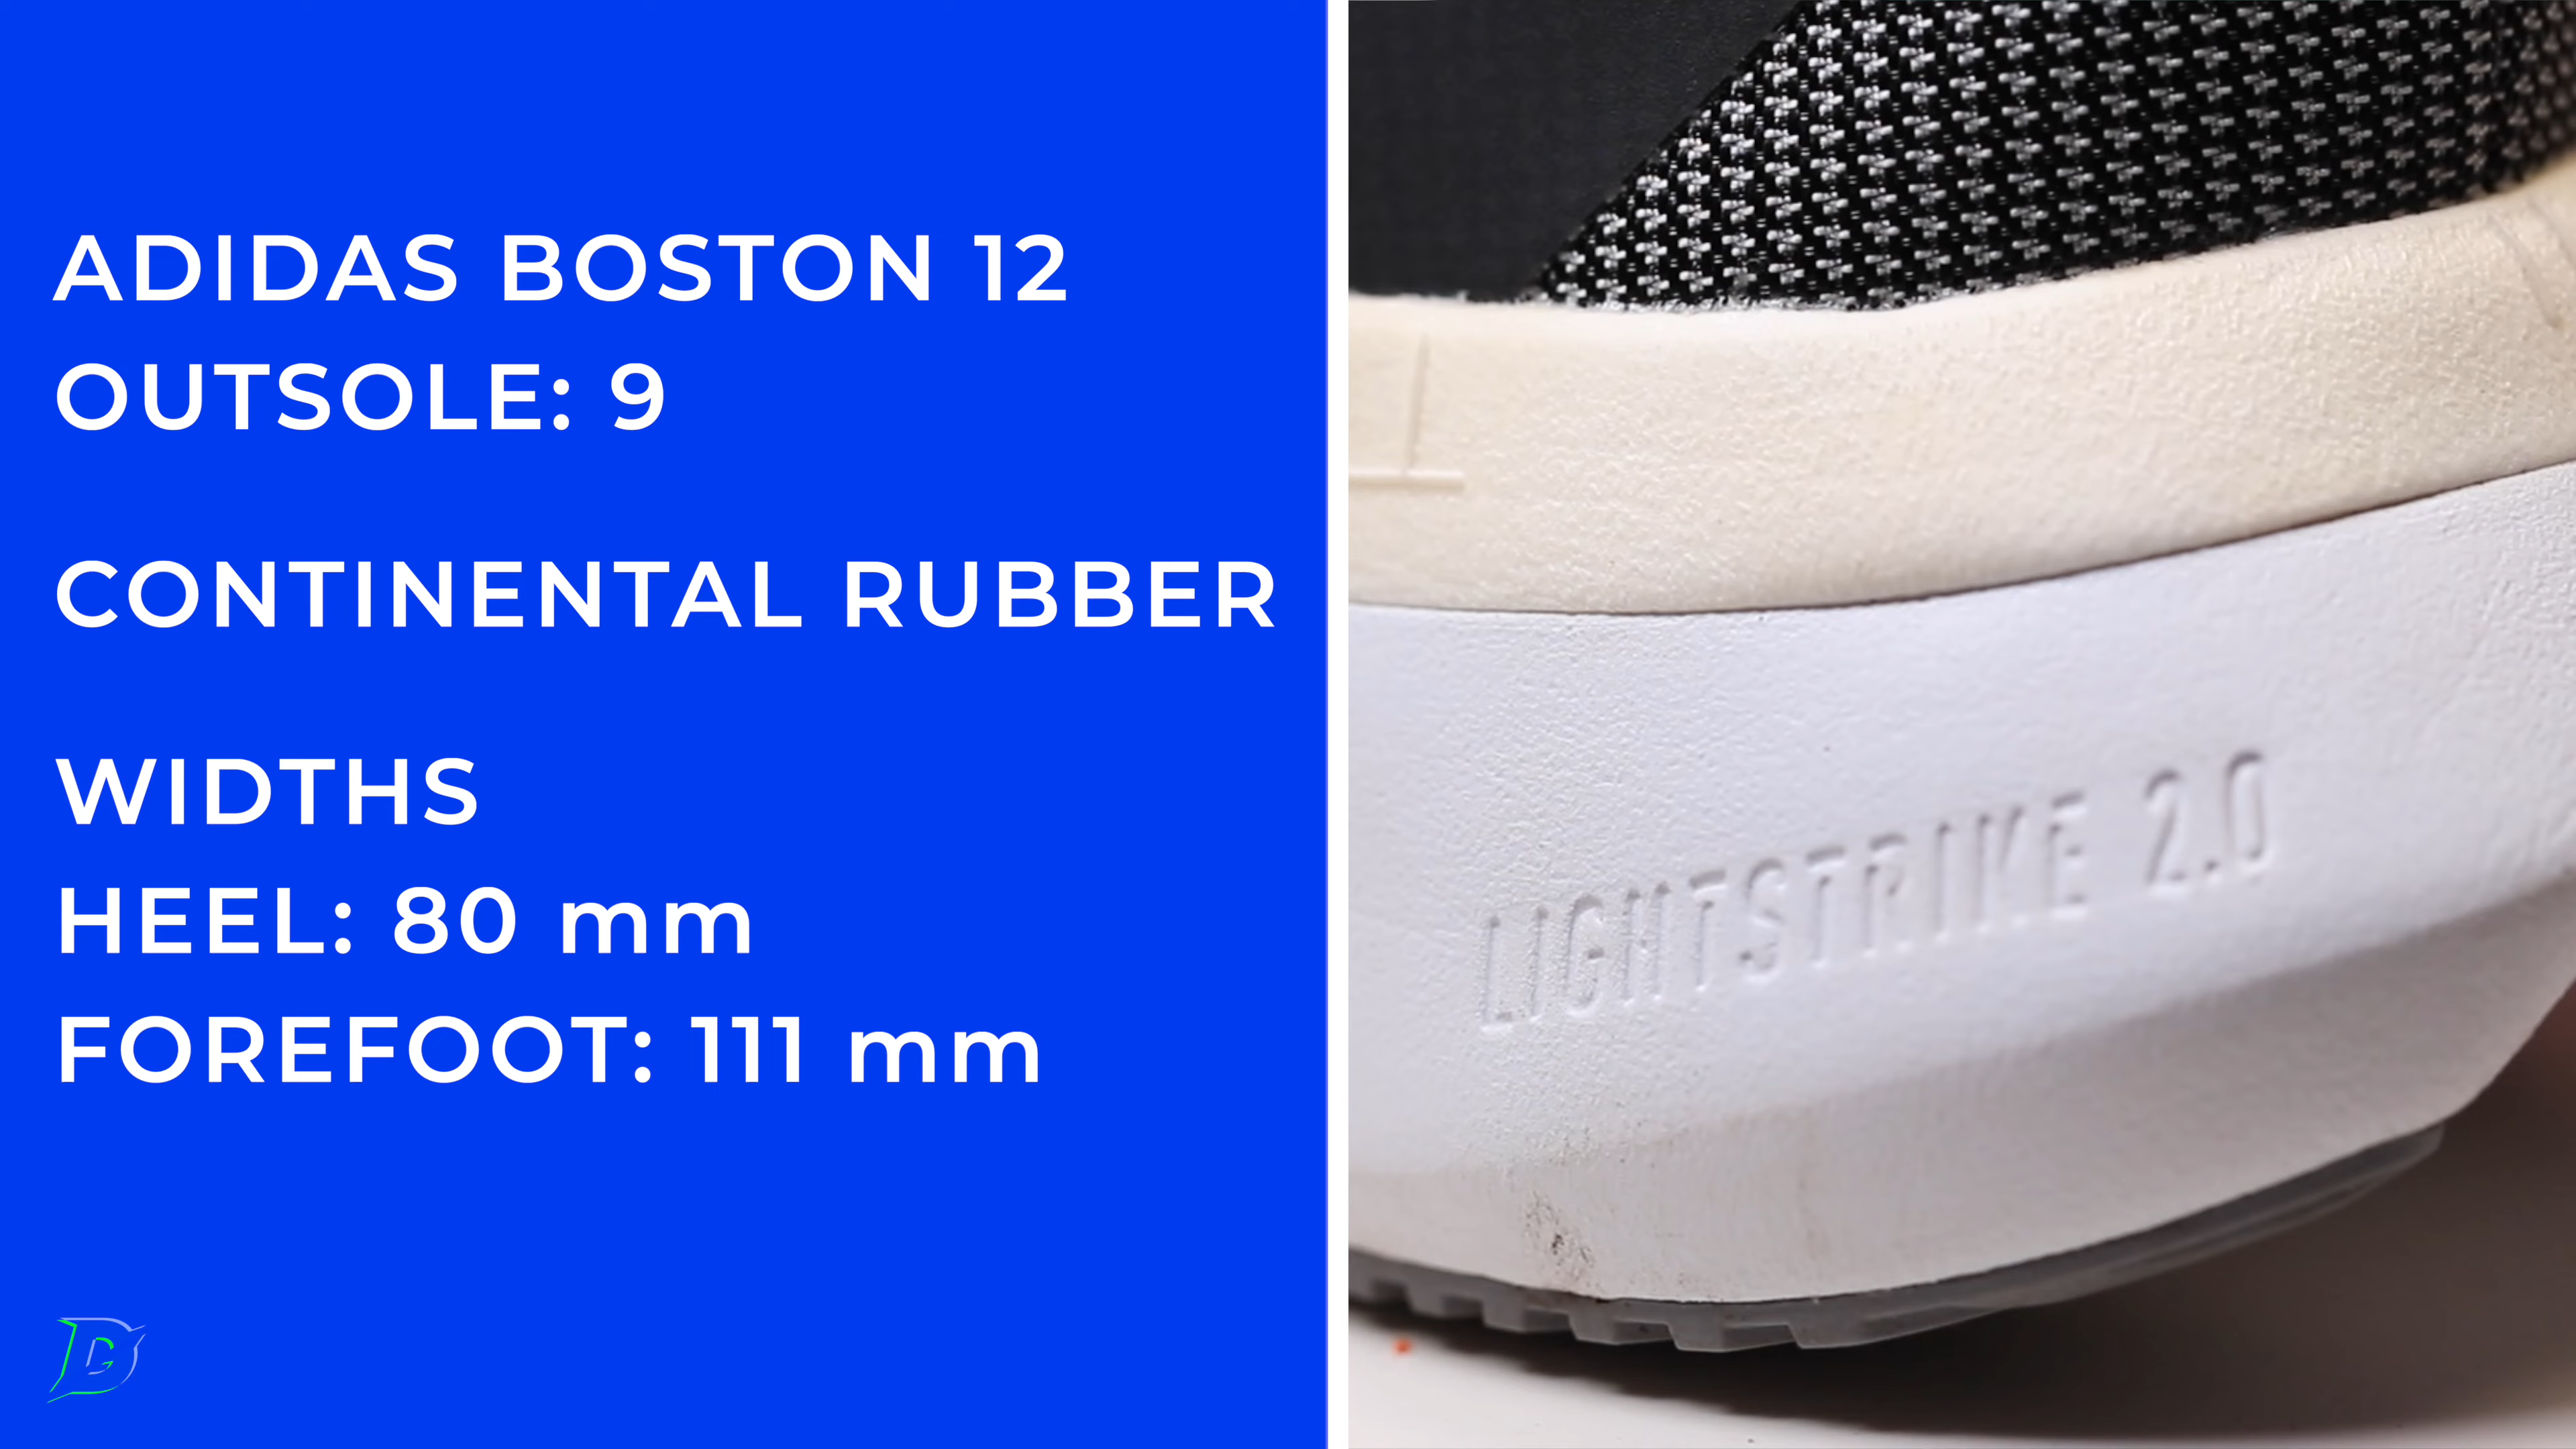 ADIDAS BOSTON 12
OUTSOLE: 9
CONTINENTAL RUBBER
WIDTHS
HEEL: 80 mm
FOREFOOT: 111 mm
LIGHTSTRIKE 2.0